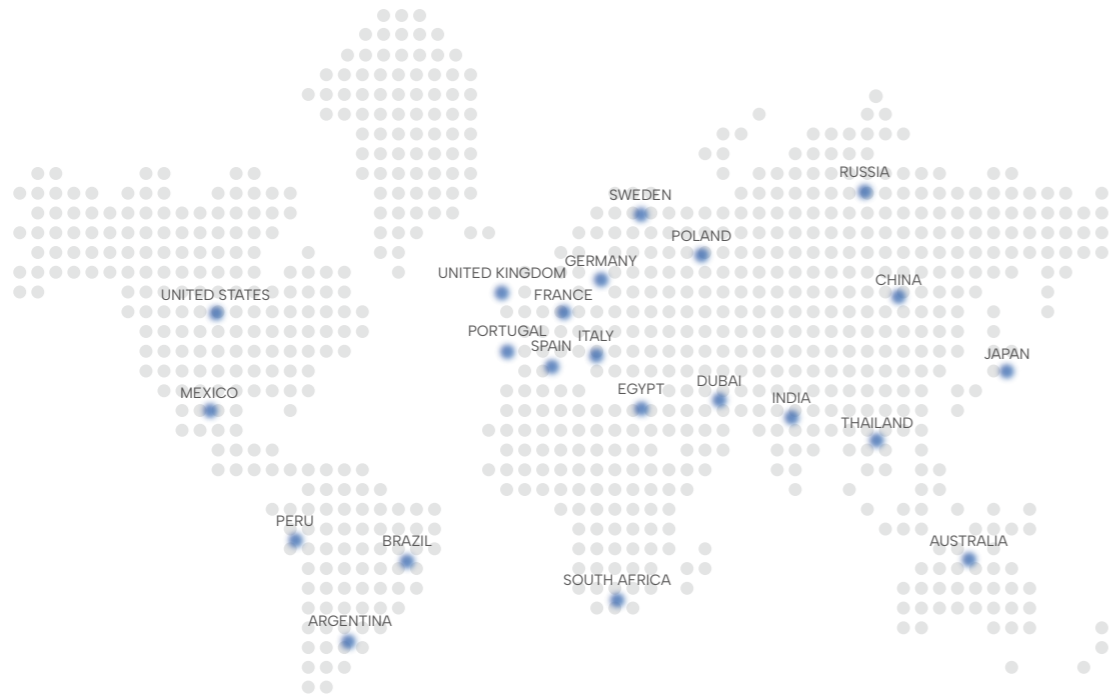 RUSSIA
SWEDEN
POLAND
GERMANY
UNITED KINGDOM
CHINA
UNITED STATES
FRANCE
PORTUGAL
ITALY
SPAIN
JAPAN
DUBAI
EGYPT
MEXICO
INDIA
THAILAND
PERU
BRAZIL
AUSTRALIA
SOUTH AFRICA
ARGENTINA